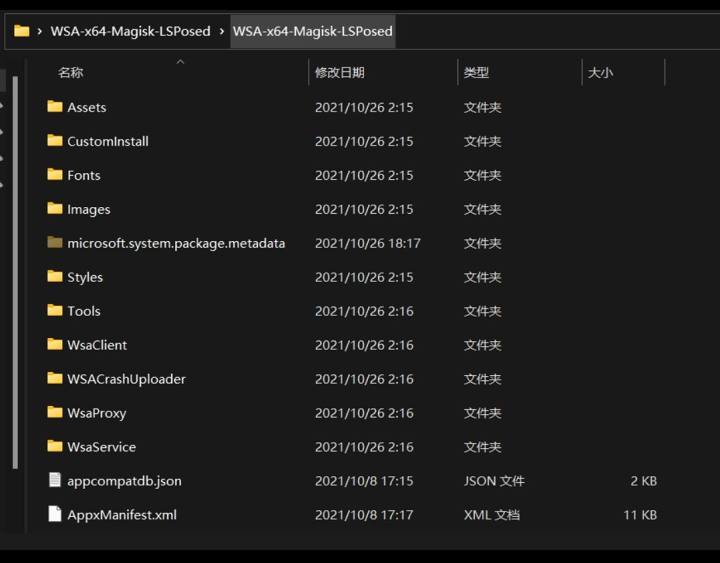 WSA-x64-Magisk-LSPosed › WSA-x64-Magisk-LSPosed
名称 修改日期 类型 大小
Assets 2021/10/26 2:15 文件夹
CustomInstall 2021/10/26 2:15 文件夹
Fonts 2021/10/26 2:15 文件夹
Images 2021/10/26 2:15 文件夹
microsoft.system.package.metadata 2021/10/26 18:17 文件夹
Styles 2021/10/26 2:15 文件夹
Tools 2021/10/26 2:16 文件夹
WsaClient 2021/10/26 2:16 文件夹
WSACrashUploader 2021/10/26 2:16 文件夹
WsaProxy 2021/10/26 2:16 文件夹
WsaService 2021/10/26 2:16 文件夹
appcompatdb.json 2021/10/8 17:15 JSON 文件 2 KB
AppxManifest.xml 2021/10/8 17:17 XML 文档 11 KB